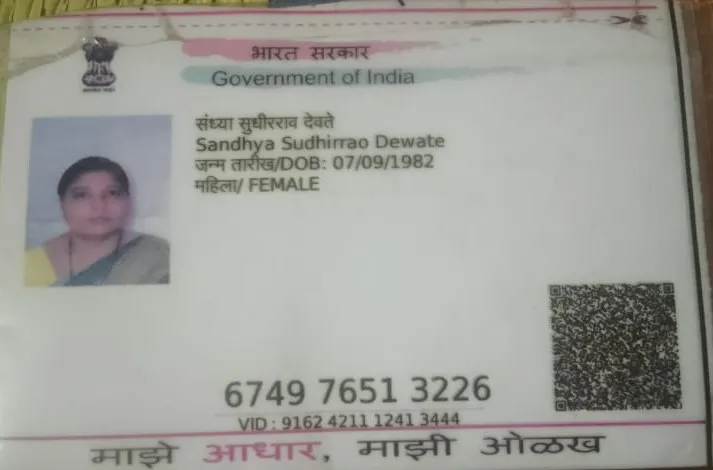 भारत सरकार
Government of India
संध्या सुधीरराव देवते
Sandhya Sudhirrao Dewate
जन्म तारीख/DOB: 07/09/1982
महिला/ FEMALE
6749 7651 3226
VID : 9162 4211 1241 3444
माझे आधार, माझी ओळख